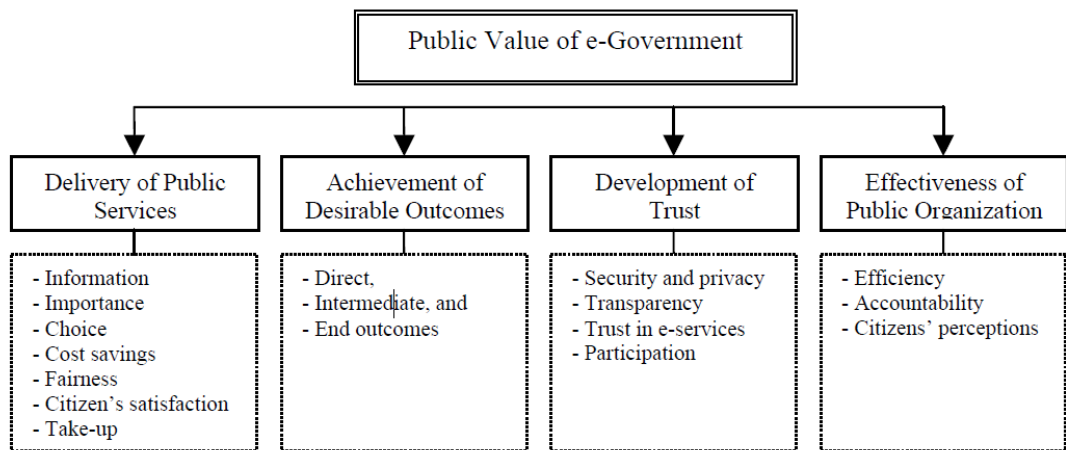 Public Value of e-Government
Delivery of Public
Services
Achievement of
Desirable Outcomes
Development of
Trust
Effectiveness of
Public Organization
- Information
- Importance
- Choice
- Cost savings
- Fairness
- Citizen’s satisfaction
- Take-up
- Direct,
- Intermediate, and
- End outcomes
- Security and privacy
- Transparency
- Trust in e-services
- Participation
- Efficiency
- Accountability
- Citizens’ perceptions